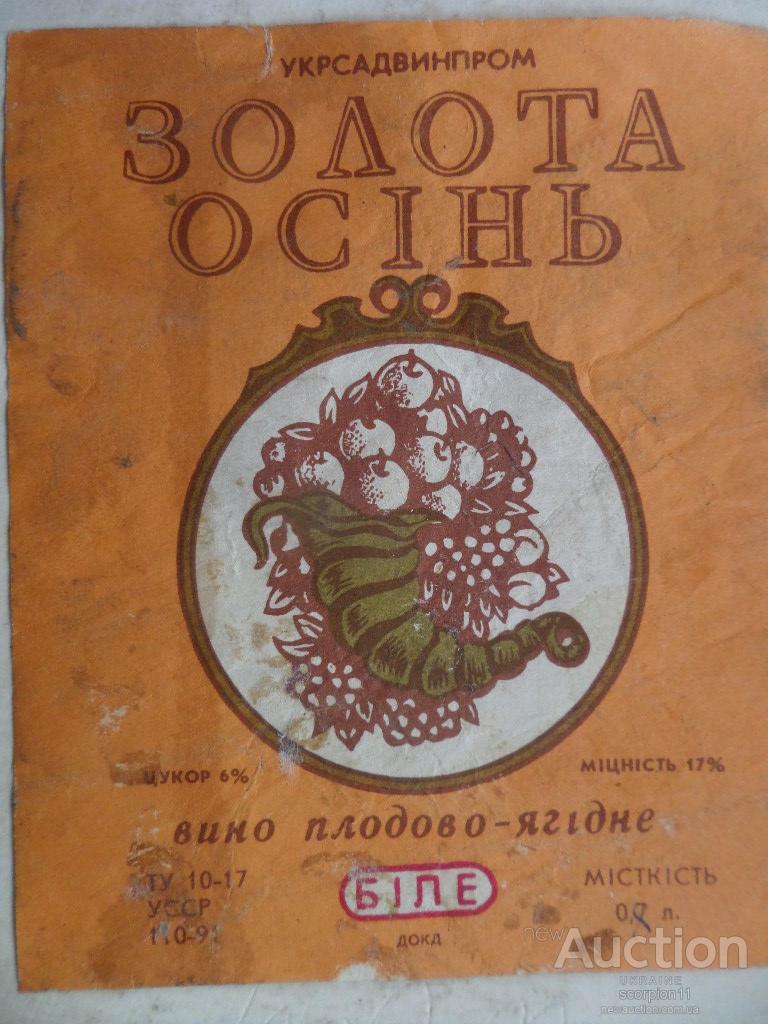 УКРСАДВИНПРОМ
ЗОЛОТА
ОСІНЬ
ЦУКОР 6%
МІЦНІСТЬ 17%
вино плодово-ягідне
ТУ 10-17
УССР
БІЛЕ
МІСТКІСТЬ
л.
ДОКД
newAuction
UKRAINE
scorpion11
newauction.com.ua